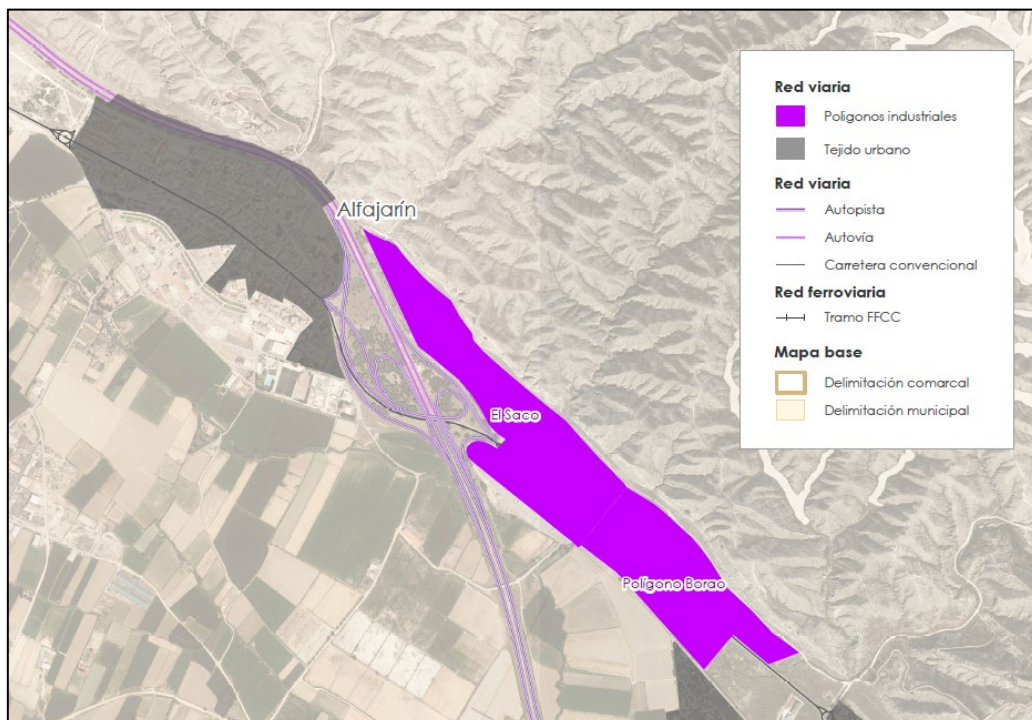 Alfajarín
El Saco
Polígono Borao
Red viaria
Poligonos industriales
Tejido urbano
Red viaria
Autopista
Autovía
Carretera convencional
Red ferroviaria
Tramo FFCC
Mapa base
Delimitación comarcal
Delimitación municipal